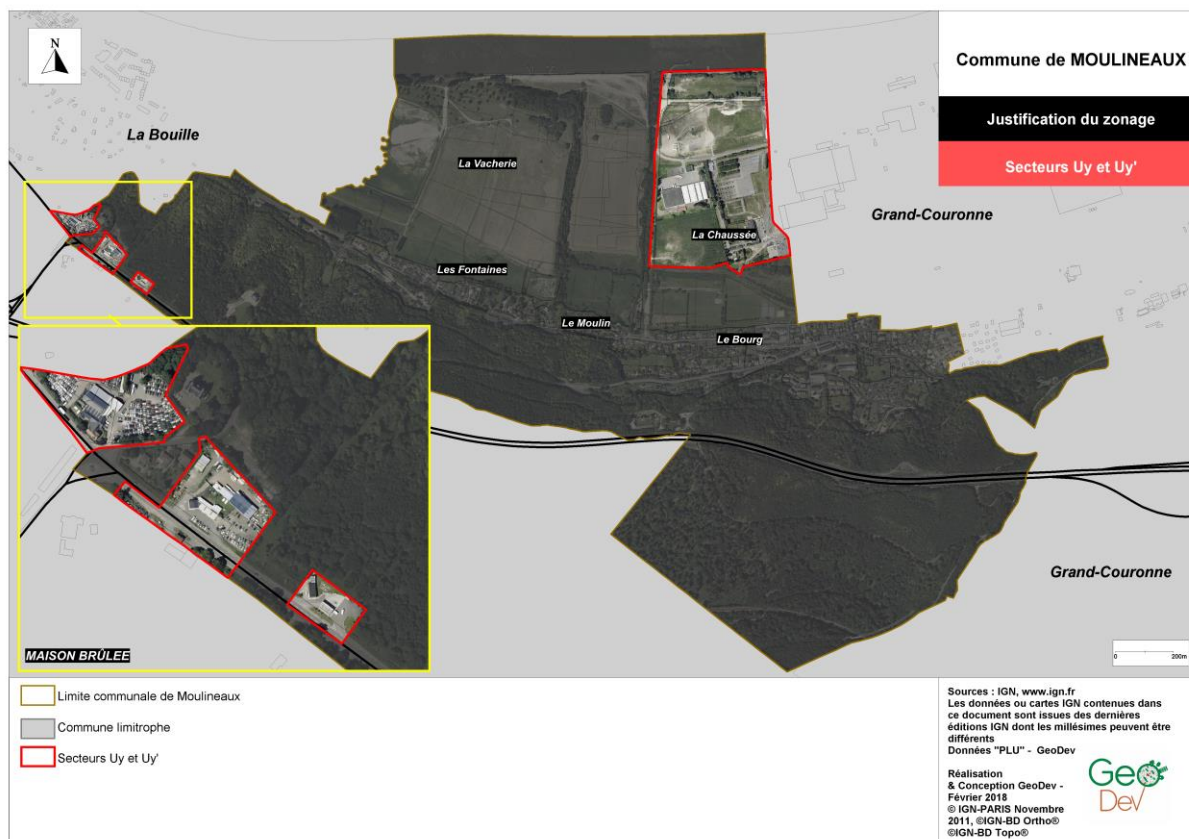 N
Commune de MOULINEAUX
Justification du zonage
Secteurs Uy et Uy'
La Bouille
La Vacherie
Grand-Couronne
La Chaussée
Les Fontaines
Le Moulin
Le Bourg
Grand-Couronne
MAISON BRÛLEE
0 200m
Limite communale de Moulineaux
Commune limitrophe
Secteurs Uy et Uy'
Sources : IGN, www.ign.fr
Les données ou cartes IGN contenues dans
ce document sont issues des dernières
éditions IGN dont les millésimes peuvent être
différents
Données "PLU" - GeoDev
Réalisation
& Conception GeoDev -
Février 2018
© IGN-PARIS Novembre
2011, ©IGN-BD Ortho®
©IGN-BD Topo®
Geo
Dev